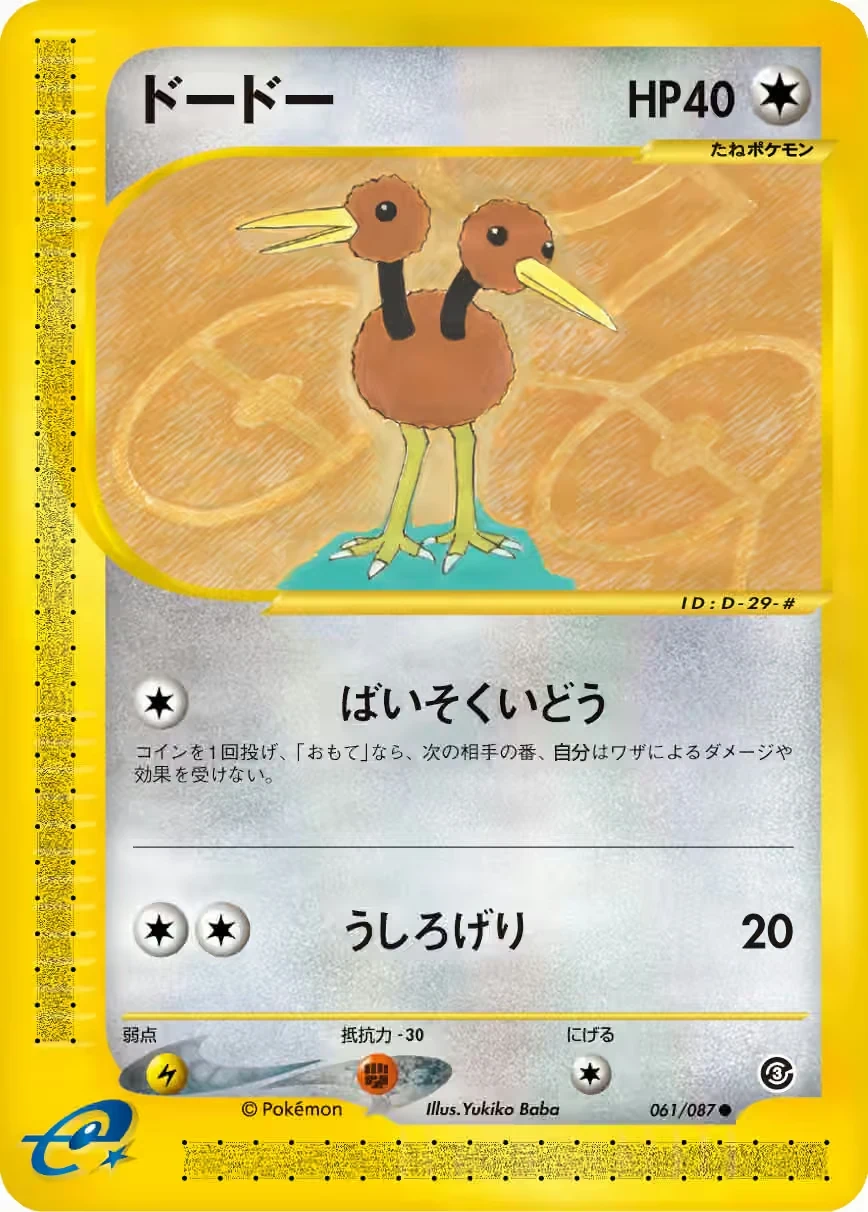 ドードー
HP40
たねポケモン
ID:D-29-#
ばいそくいどう
コインを1回投げ、「おもて」なら、次の相手の番、自分はワザによるダメージや
効果を受けない。
うしろげり 20
弱点 抵抗力 -30 にげる
3
© Pokémon Illus.Yukiko Baba 061/087●
e